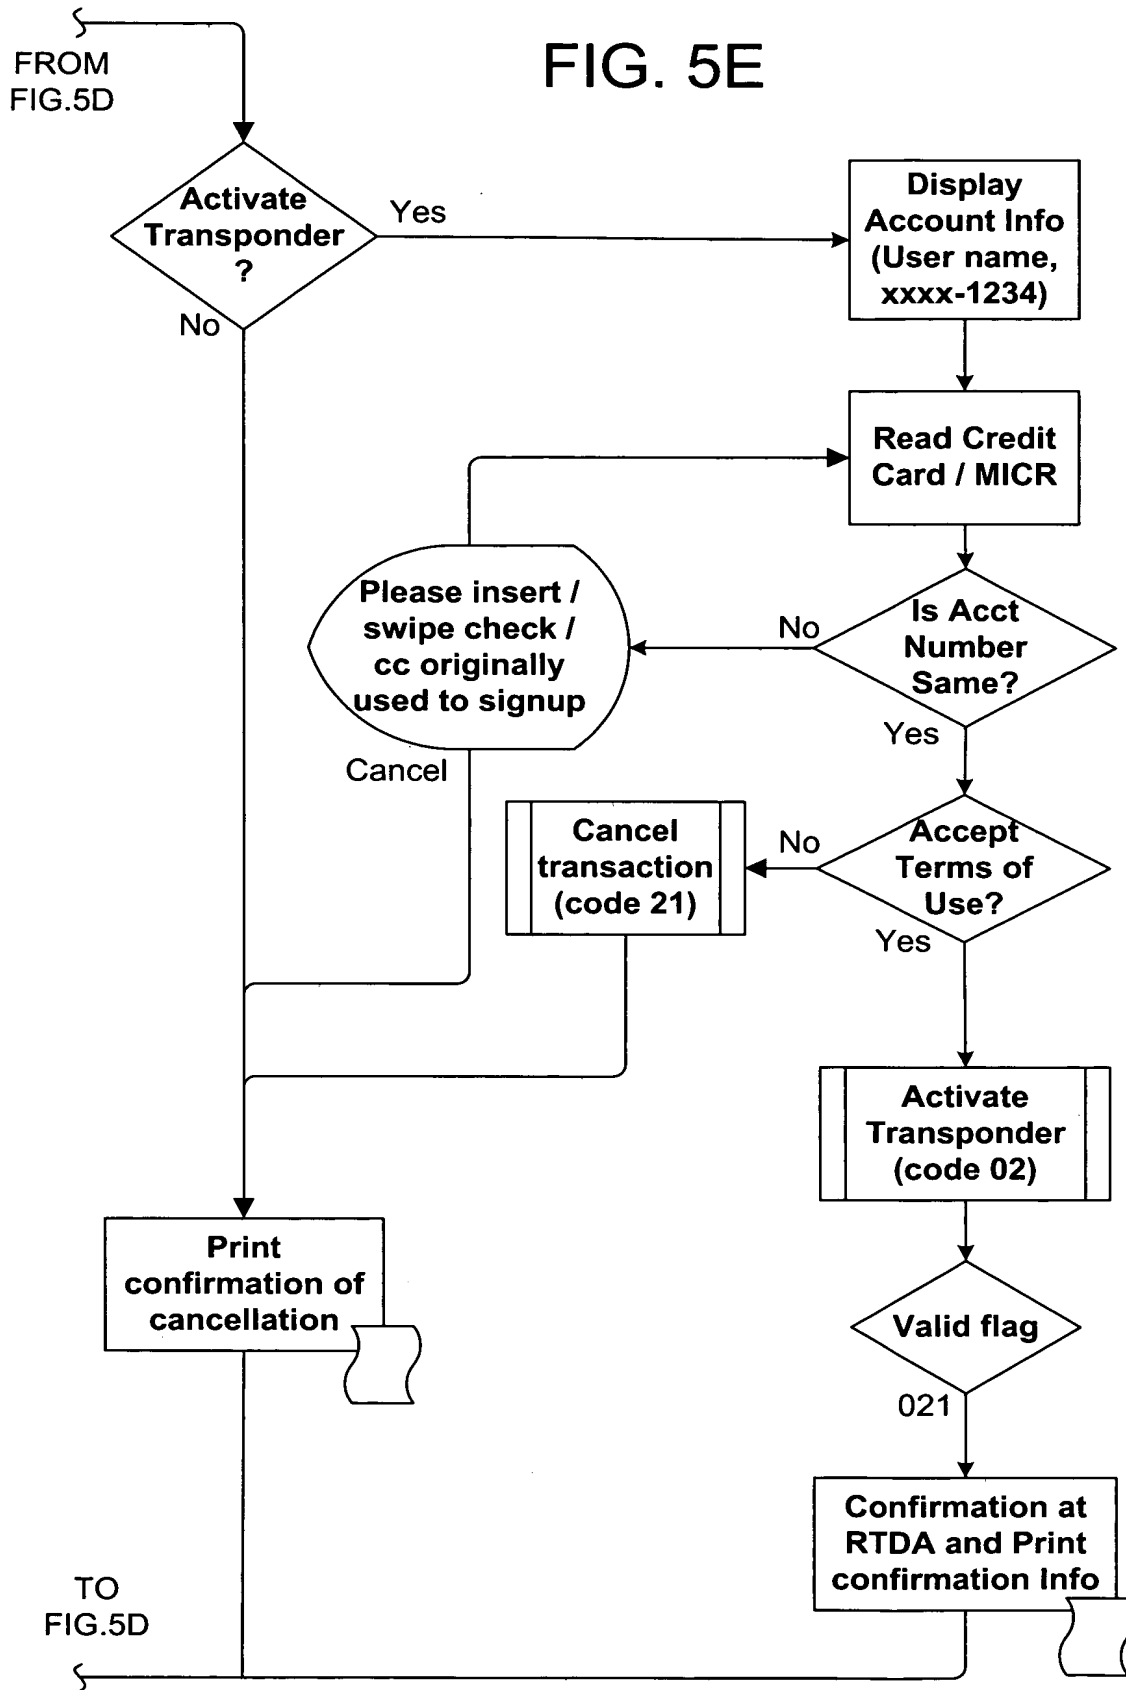 FROM
FIG.5D
FIG. 5E
Activate
Transponder
?
Yes
No
Display
Account Info
(User name,
xxxx-1234)
Read Credit
Card / MICR
Please insert /
swipe check /
cc originally
used to signup
No
Is Acct
Number
Same?
Yes
Cancel
Cancel
transaction
(code 21)
No
Accept
Terms of
Use?
Yes
Activate
Transponder
(code 02)
Print
confirmation of
cancellation
Valid flag
021
Confirmation at
RTDA and Print
confirmation Info
TO
FIG.5D